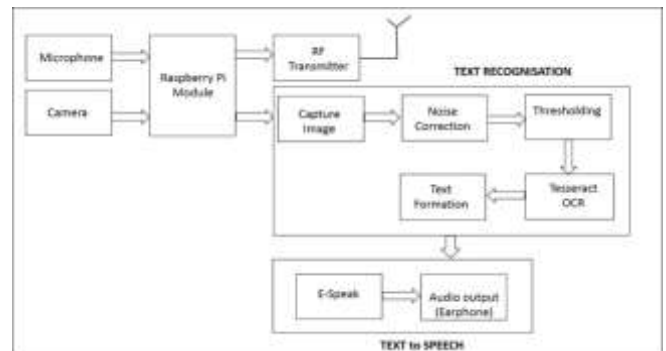 Microphone
Camera
Raspberry Pi
Module
RF
Transmitter
TEXT RECOGNISATION
Capture
Image
Noise
Correction
Thresholding
Tesseract
OCR
Text
Formation
E-Speak
Audio output
(Earphone)
TEXT to SPEECH